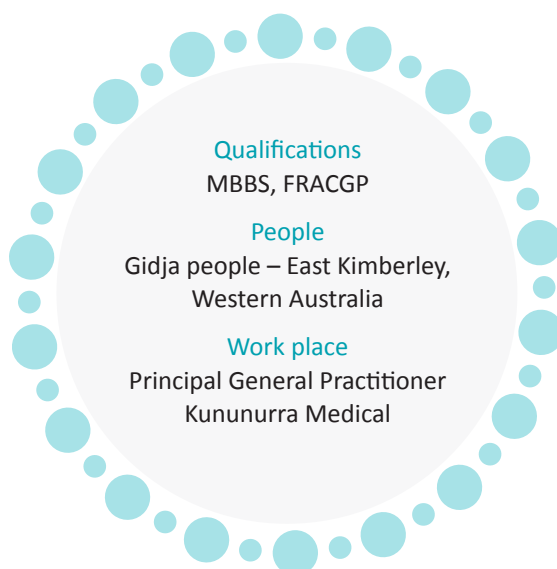 Qualifications
MBBS, FRACGP
People
Gidja people – East Kimberley,
Western Australia
Work place
Principal General Practitioner
Kununurra Medical